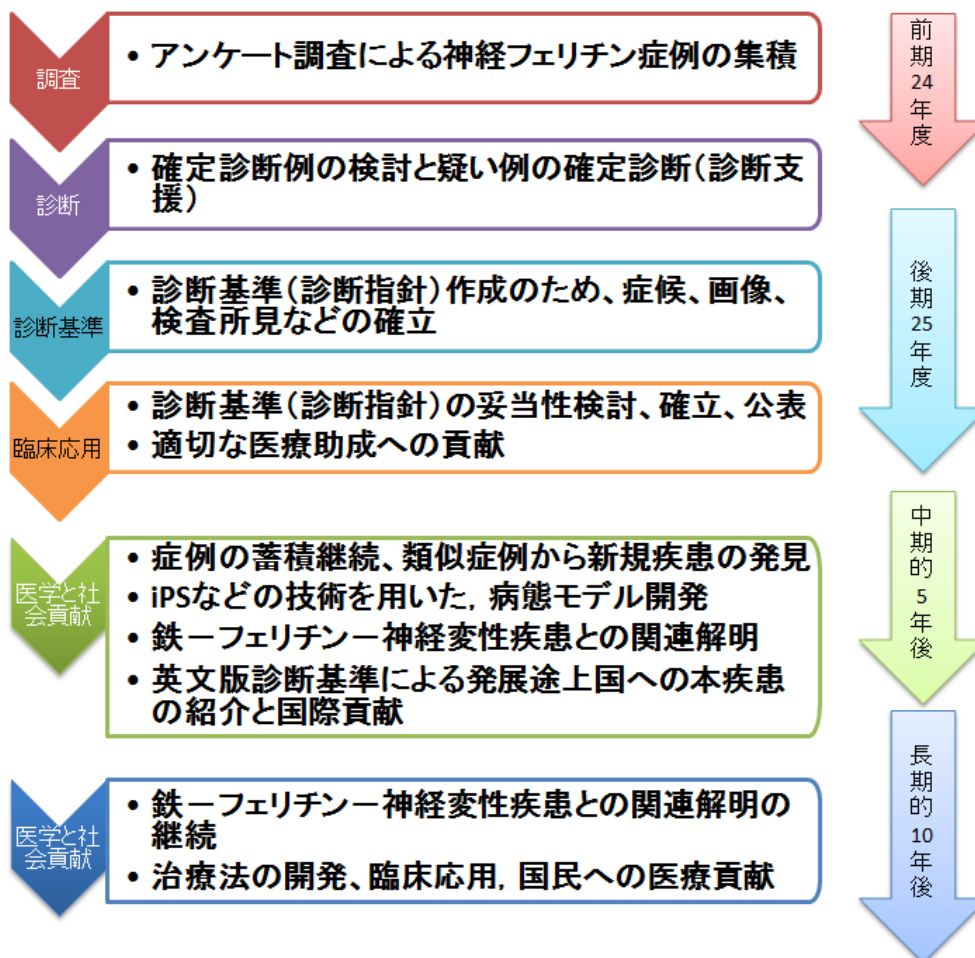 調査
• アンケート調査による神経フェリチン症例の集積
前期24年度
診断
• 確定診断例の検討と疑い例の確定診断(診断支
援)
診断基準
• 診断基準(診断指針)作成のため、症候、画像、
検査所見などの確立
後期25年度
臨床応用
• 診断基準(診断指針)の妥当性検討、確立、公表
• 適切な医療助成への貢献
医学と社
会貢献
• 症例の蓄積継続、類似症例から新規疾患の発見
• iPSなどの技術を用いた, 病態モデル開発
• 鉄－フェリチン－神経変性疾患との関連解明
• 英文版診断基準による発展途上国への本疾患
の紹介と国際貢献
中期的5年後
医学と社
会貢献
• 鉄－フェリチン－神経変性疾患との関連解明の
継続
• 治療法の開発、臨床応用, 国民への医療貢献
長期的10年後